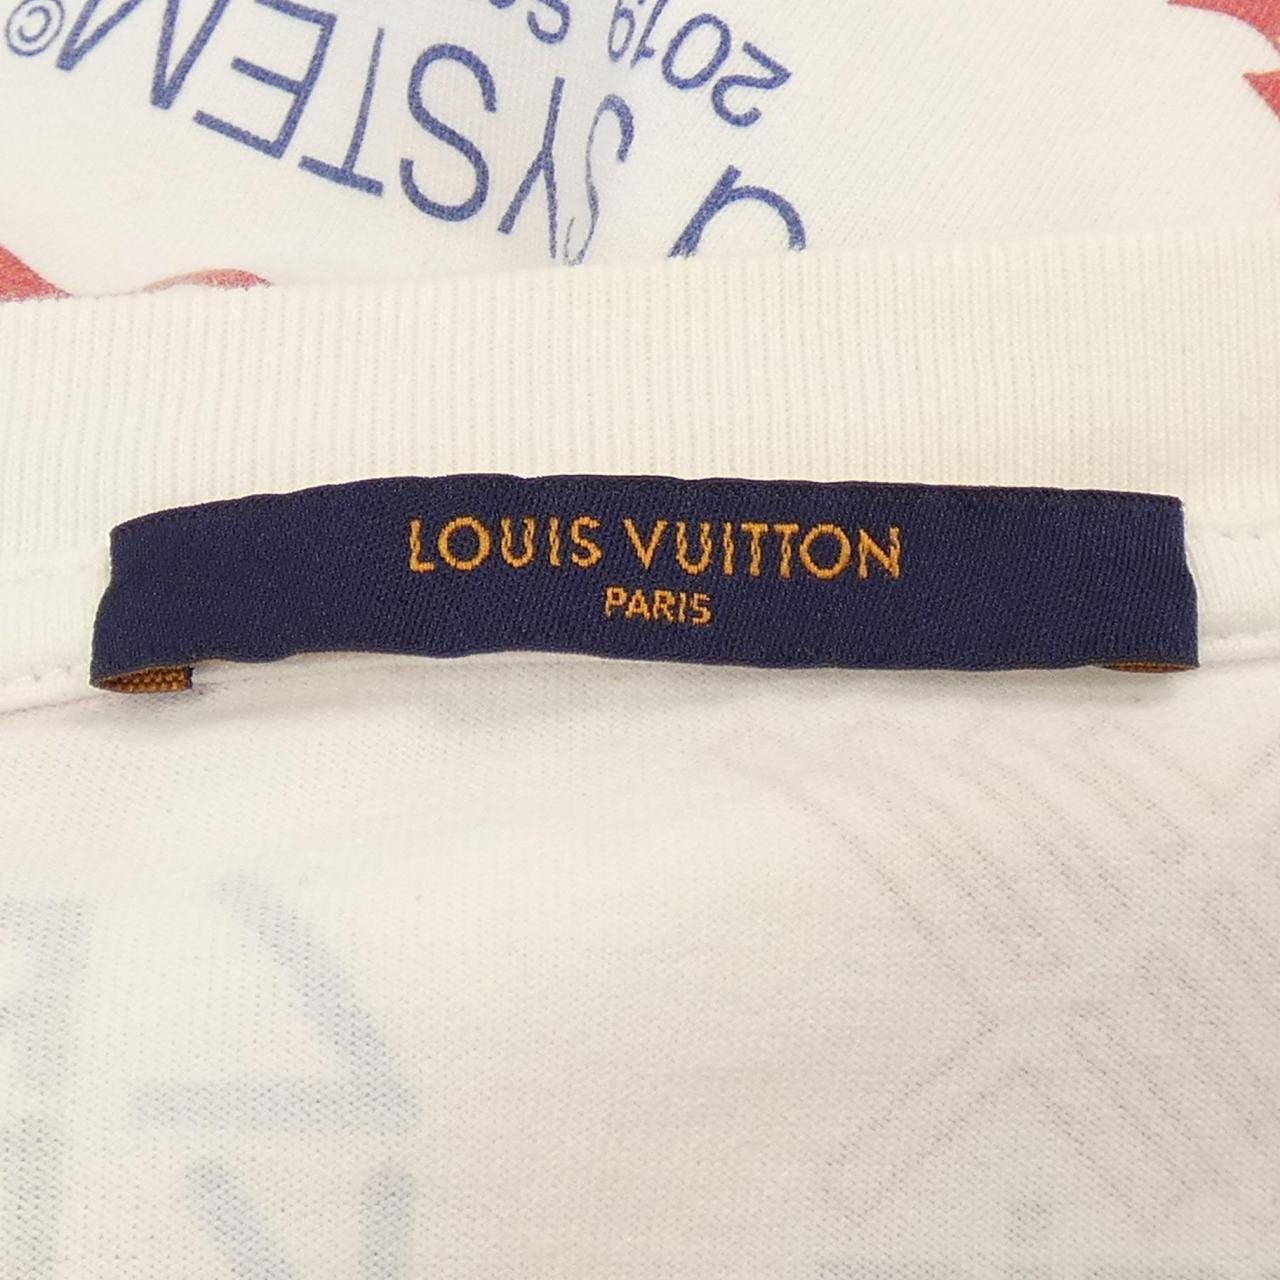 LOUIS VUITTON
PARIS
SYSTEM©
2019